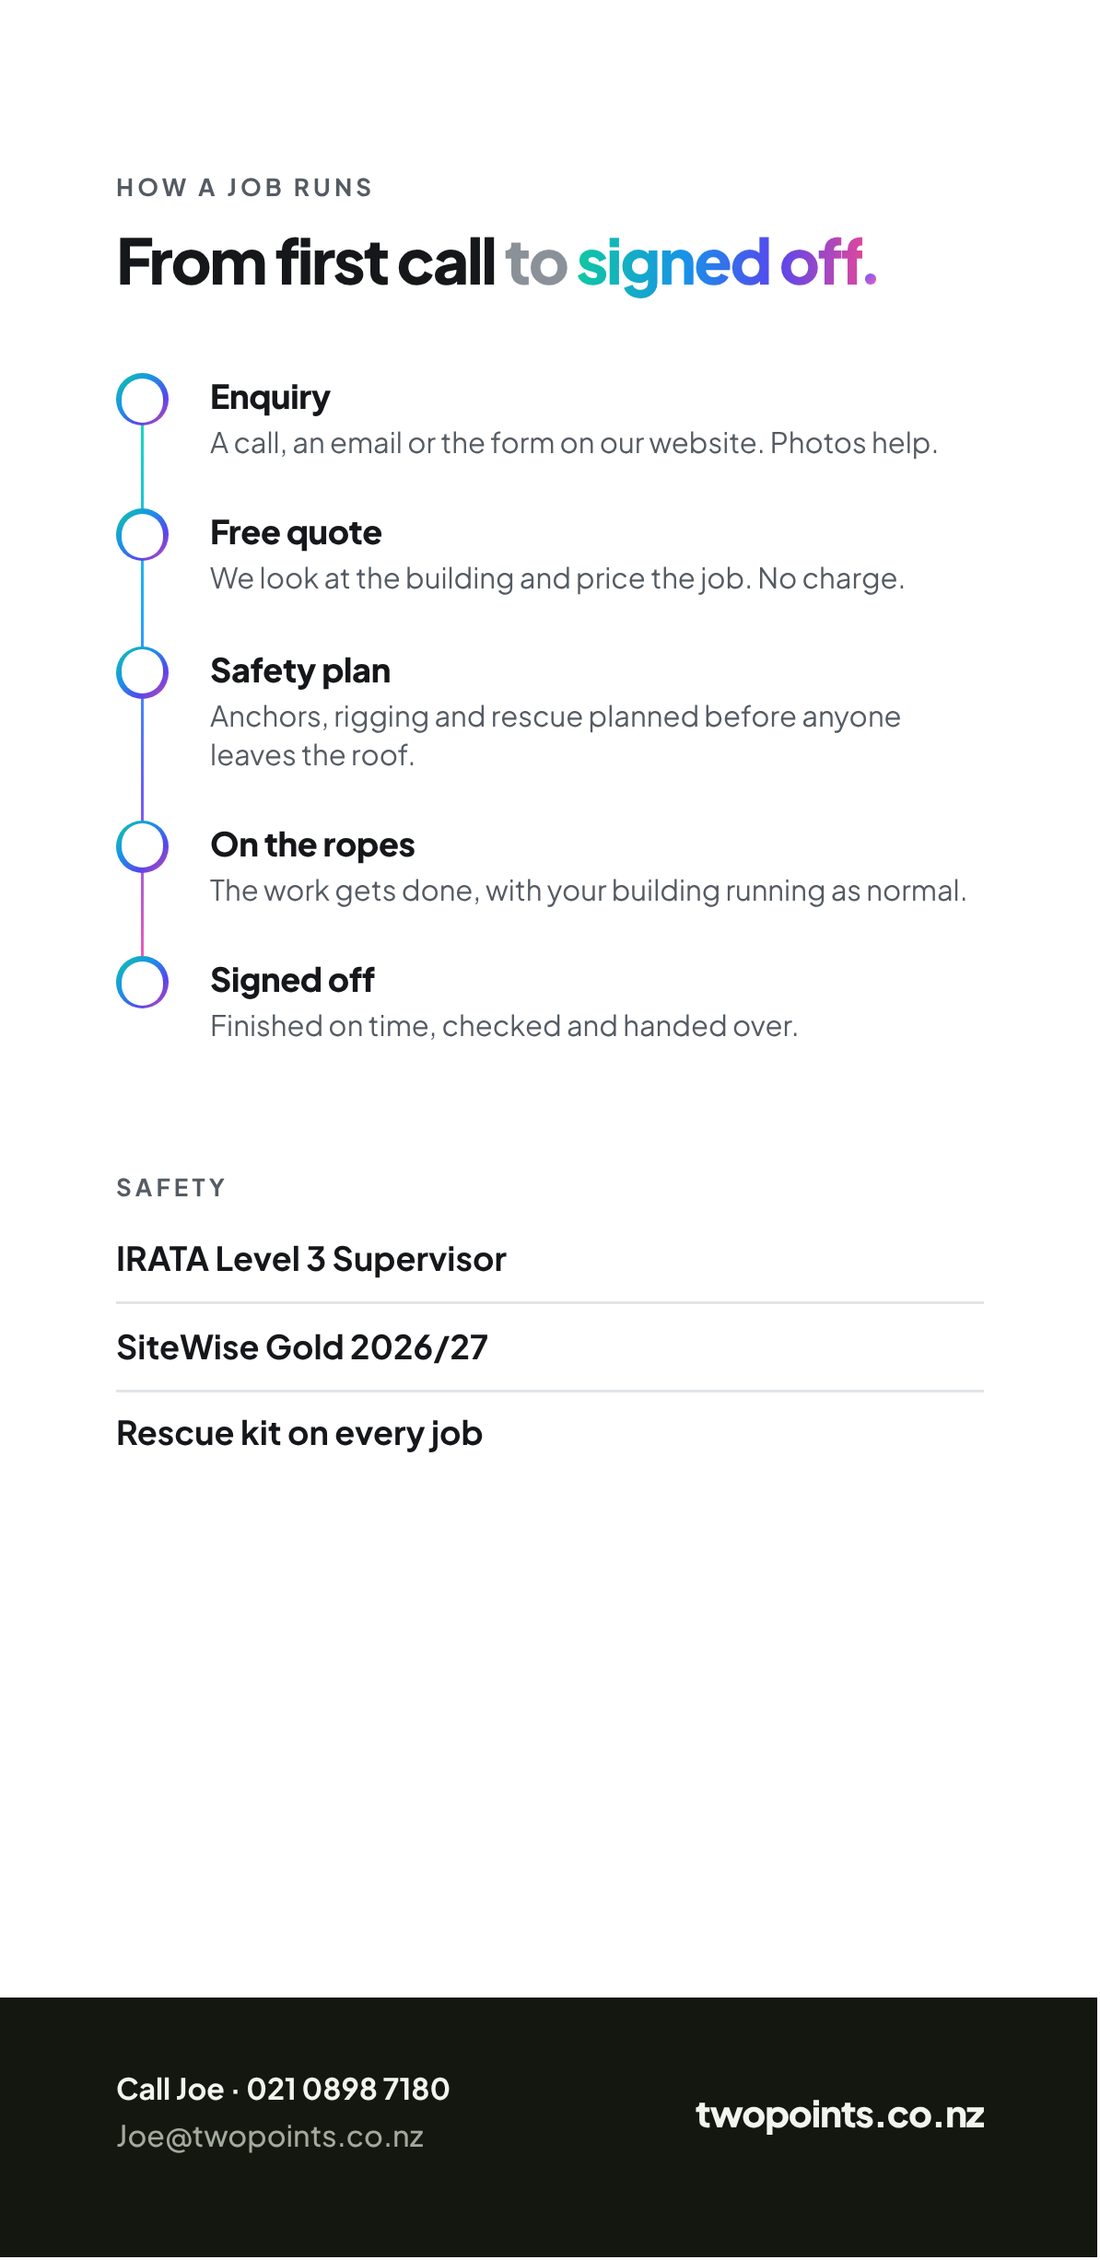 HOW A JOB RUNS
From first call to signed off.
Enquiry
A call, an email or the form on our website. Photos help.
Free quote
We look at the building and price the job. No charge.
Safety plan
Anchors, rigging and rescue planned before anyone
leaves the roof.
On the ropes
The work gets done, with your building running as normal.
Signed off
Finished on time, checked and handed over.
SAFETY
IRATA Level 3 Supervisor
SiteWise Gold 2026/27
Rescue kit on every job
Call Joe · 021 0898 7180
Joe@twopoints.co.nz
twopoints.co.nz